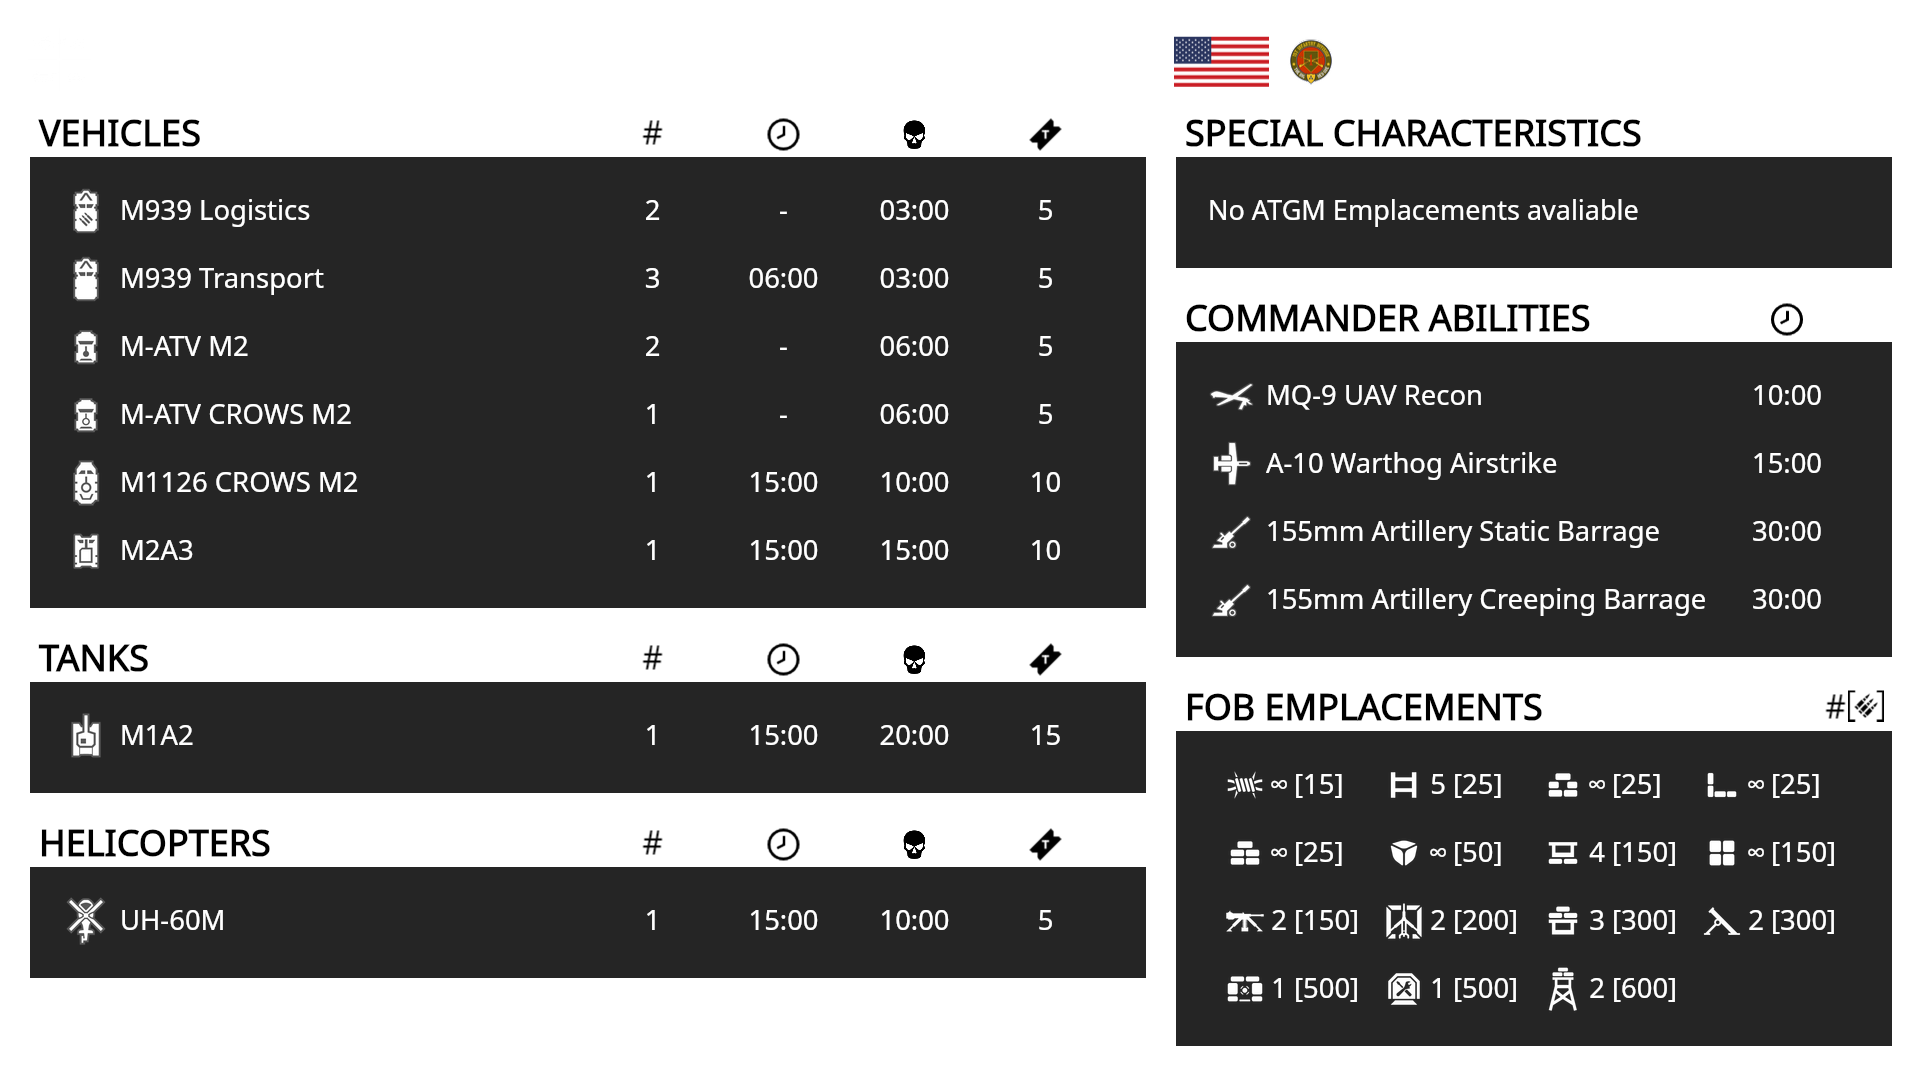 VEHICLES #
M939 Logistics 2 - 03:00 5
M939 Transport 3 06:00 03:00 5
M-ATV M2 2 - 06:00 5
M-ATV CROWS M2 1 - 06:00 5
M1126 CROWS M2 1 15:00 10:00 10
M2A3 1 15:00 15:00 10
TANKS #
M1A2 1 15:00 20:00 15
HELICOPTERS #
UH-60M 1 15:00 10:00 5
SPECIAL CHARACTERISTICS
No ATGM Emplacements avaliable
COMMANDER ABILITIES
MQ-9 UAV Recon 10:00
A-10 Warthog Airstrike 15:00
155mm Artillery Static Barrage 30:00
155mm Artillery Creeping Barrage 30:00
FOB EMPLACEMENTS #[ ]
∞ [15] 5 [25] ∞ [25] ∞ [25]
∞ [25] ∞ [50] 4 [150] ∞ [150]
2 [150] 2 [200] 3 [300] 2 [300]
1 [500] 1 [500] 2 [600]